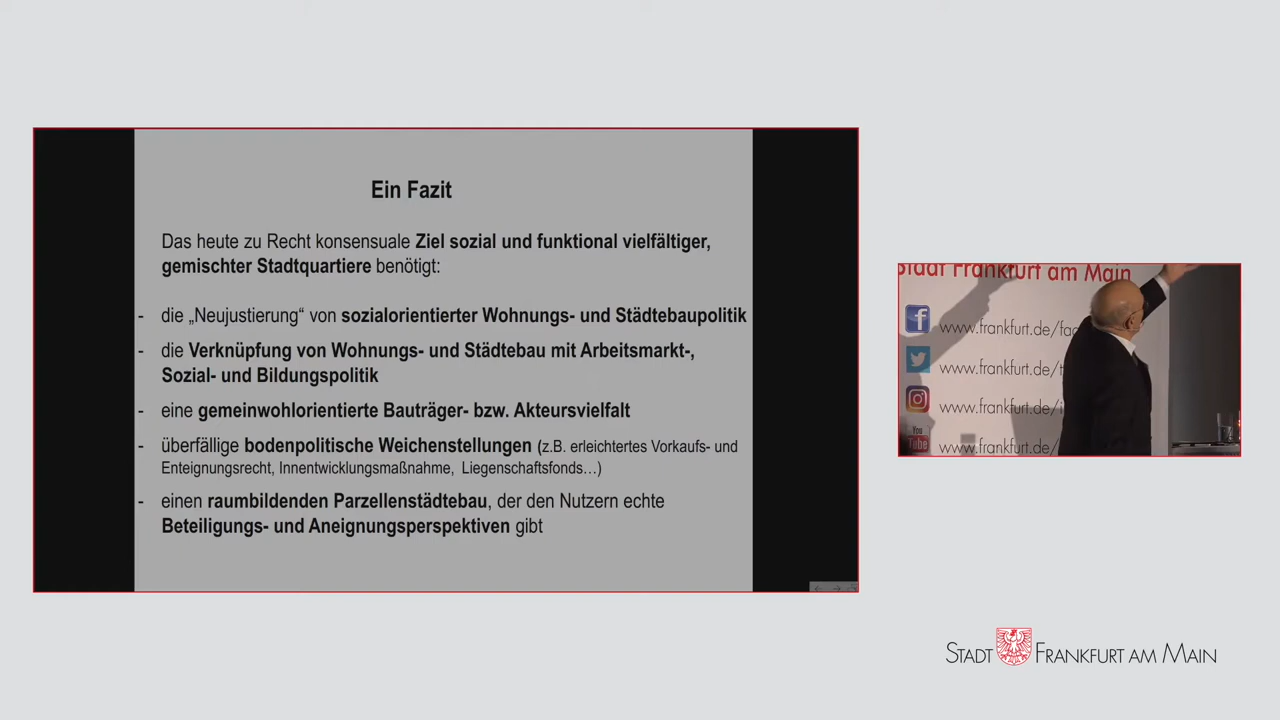 Ein Fazit
Das heute zu Recht konsensuale Ziel sozial und funktional vielfältiger,
gemischter Stadtquartiere benötigt:
- die „Neujustierung“ von sozialorientierter Wohnungs- und Städtebaupolitik
- die Verknüpfung von Wohnungs- und Städtebau mit Arbeitsmarkt-,
Sozial- und Bildungspolitik
- eine gemeinwohlorientierte Bauträger- bzw. Akteursvielfalt
- überfällige bodenpolitische Weichenstellungen (z.B. erleichtertes Vorkaufs- und
Enteignungsrecht, Innentwicklungsmaßnahme, Liegenschaftsfonds…)
- einen raumbildenden Parzellenstädtebau, der den Nutzern echte
Beteiligungs- und Aneignungsperspektiven gibt
Stadt Frankfurt am Main
www.frankfurt.de/fac
www.frankfurt.de/t
www.frankfurt.de/i
You
Tube
www.frankfurt.de/
STADT FRANKFURT AM MAIN